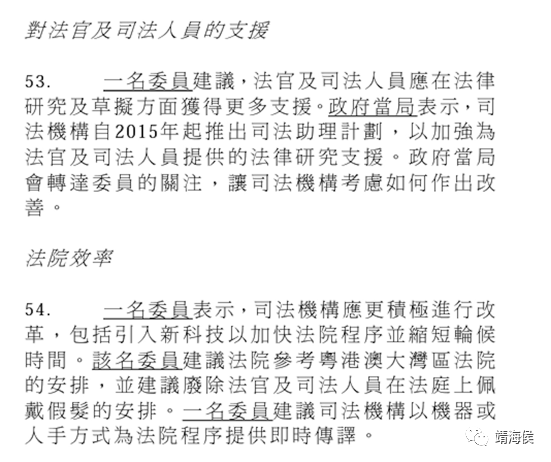 對法官及司法人員的支援
53. 一名委員建議，法官及司法人員應在法律
研究及草擬方面獲得更多支援。政府當局表示，司
法機構自2015年起推出司法助理計劃，以加強為
法官及司法人員提供的法律研究支援。政府當局
會轉達委員的關注，讓司法機構考慮如何作出改
善。
法院效率
54. 一名委員表示，司法機構應更積極進行改
革，包括引入新科技以加快法院程序並縮短輪候
時間。該名委員建議法院參考粵港澳大灣區法院
的安排，並建議廢除法官及司法人員在法庭上佩
戴假髮的安排。一名委員建議司法機構以機器或
人手方式為法院程序提供即時傳譯。
靖海侯